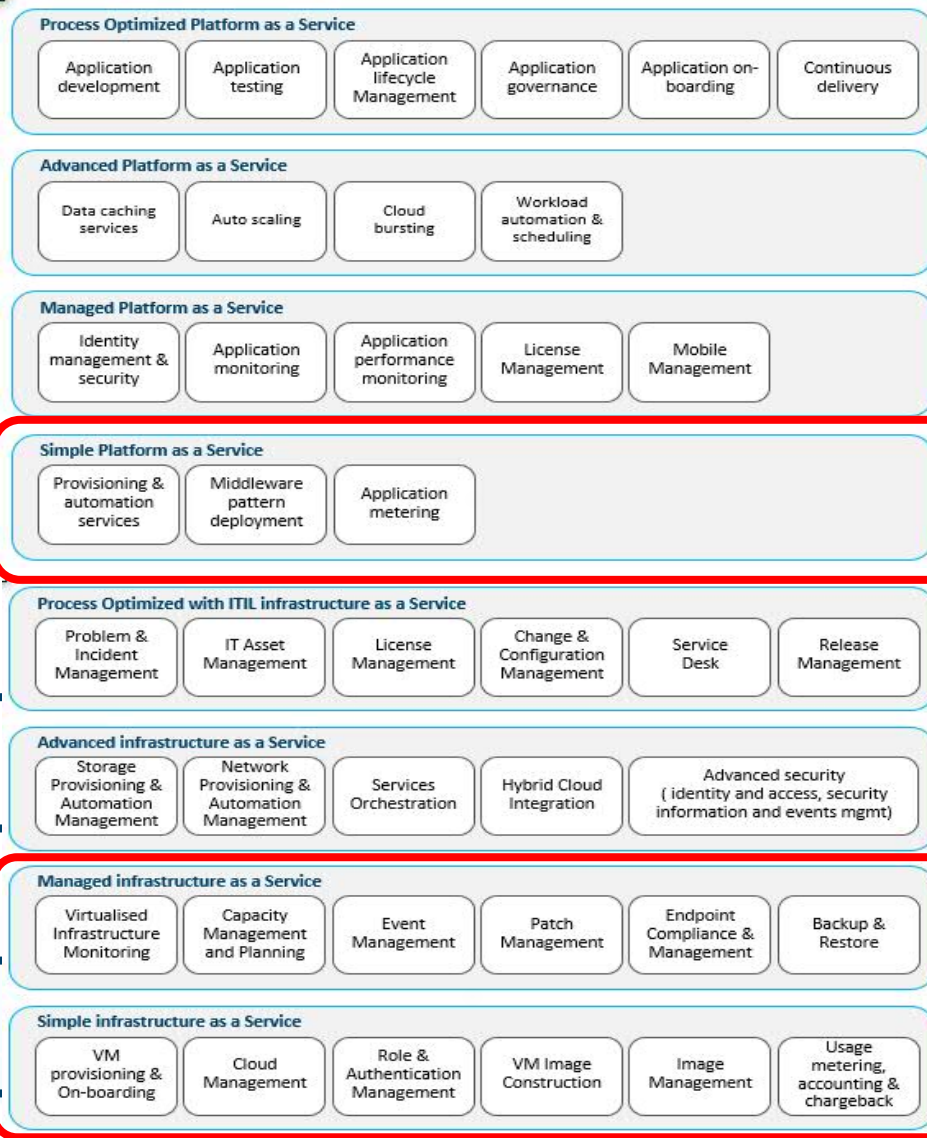 Process Optimized Platform as a Service
Application
development
Application
testing
Application
lifecycle
Management
Application
governance
Application on-
boarding
Continuous
delivery
Advanced Platform as a Service
Data caching
services
Auto scaling
Cloud
bursting
Workload
automation &
scheduling
Managed Platform as a Service
Identity
management &
security
Application
monitoring
Application
performance
monitoring
License
Management
Mobile
Management
Simple Platform as a Service
Provisioning &
automation
services
Middleware
pattern
deployment
Application
metering
Process Optimized with ITIL infrastructure as a Service
Problem &
Incident
Management
IT Asset
Management
License
Management
Change &
Configuration
Management
Service
Desk
Release
Management
Advanced infrastructure as a Service
Storage
Provisioning &
Automation
Management
Network
Provisioning &
Automation
Management
Services
Orchestration
Hybrid Cloud
Integration
Advanced security
( identity and access, security
information and events mgmt)
Managed infrastructure as a Service
Virtualised
Infrastructure
Monitoring
Capacity
Management
and Planning
Event
Management
Patch
Management
Endpoint
Compliance &
Management
Backup &
Restore
Simple infrastructure as a Service
VM
provisioning &
On-boarding
Cloud
Management
Role &
Authentication
Management
VM Image
Construction
Image
Management
Usage
metering,
accounting &
chargeback